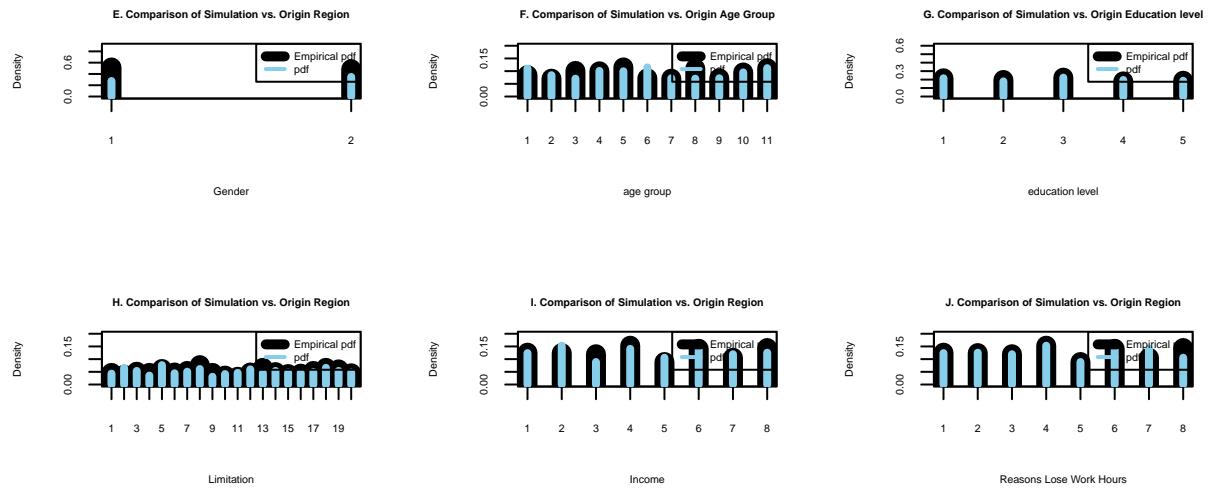 E. Comparison of Simulation vs. Origin Region
Density
0.6
0.0
Empirical pdf
pdf
1 2
Gender
F. Comparison of Simulation vs. Origin Age Group
Density
0.15
0.00
Empirical pdf
pdf
1 2 3 4 5 6 7 8 9 10 11
age group
G. Comparison of Simulation vs. Origin Education level
Density
0.6
0.3
0.0
Empirical pdf
pdf
1 2 3 4 5
education level
H. Comparison of Simulation vs. Origin Region
Density
0.15
0.00
Empirical pdf
pdf
1 3 5 7 9 11 13 15 17 19
Limitation
I. Comparison of Simulation vs. Origin Region
Density
0.15
0.00
Empirical pdf
pdf
1 2 3 4 5 6 7 8
Income
J. Comparison of Simulation vs. Origin Region
Density
0.15
0.00
Empirical pdf
pdf
1 2 3 4 5 6 7 8
Reasons Lose Work Hours